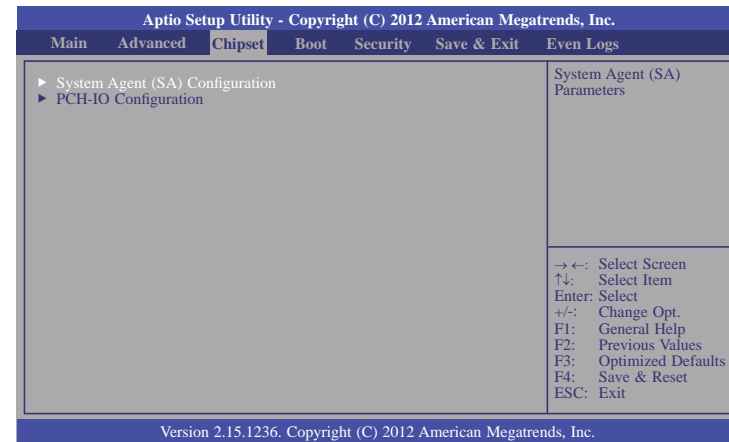 Aptio Setup Utility - Copyright (C) 2012 American Megatrends, Inc.
Main Advanced Chipset Boot Security Save & Exit Even Logs
► System Agent (SA) Configuration
► PCH-IO Configuration
System Agent (SA)
Parameters
→←: Select Screen
↑↓: Select Item
Enter: Select
+/-: Change Opt.
F1: General Help
F2: Previous Values
F3: Optimized Defaults
F4: Save & Reset
ESC: Exit
Version 2.15.1236. Copyright (C) 2012 American Megatrends, Inc.